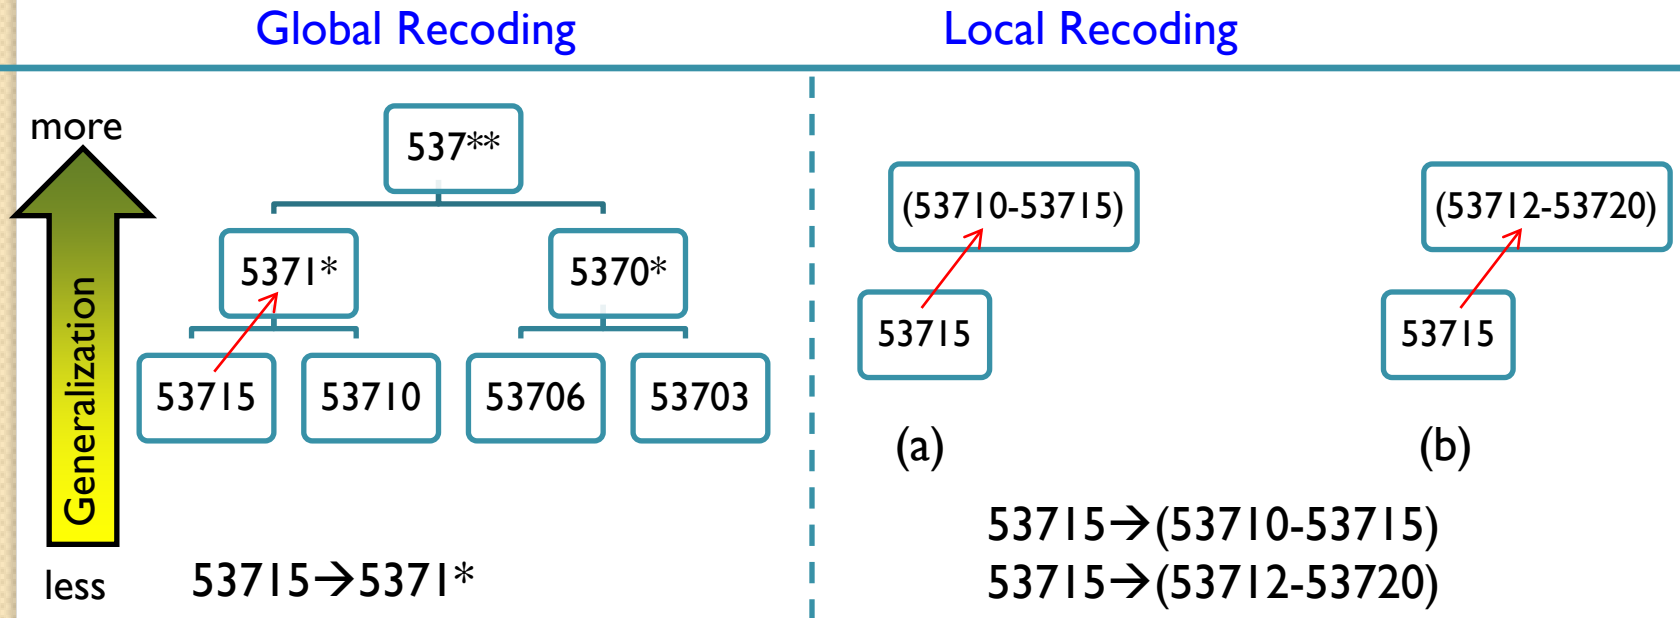 Global Recoding
Local Recoding
more
Generalization
less
537**
5371*
5370*
53715
53710
53706
53703
53715→5371*
(53710-53715)
53715
(a)
(53712-53720)
53715
(b)
53715→(53710-53715)
53715→(53712-53720)